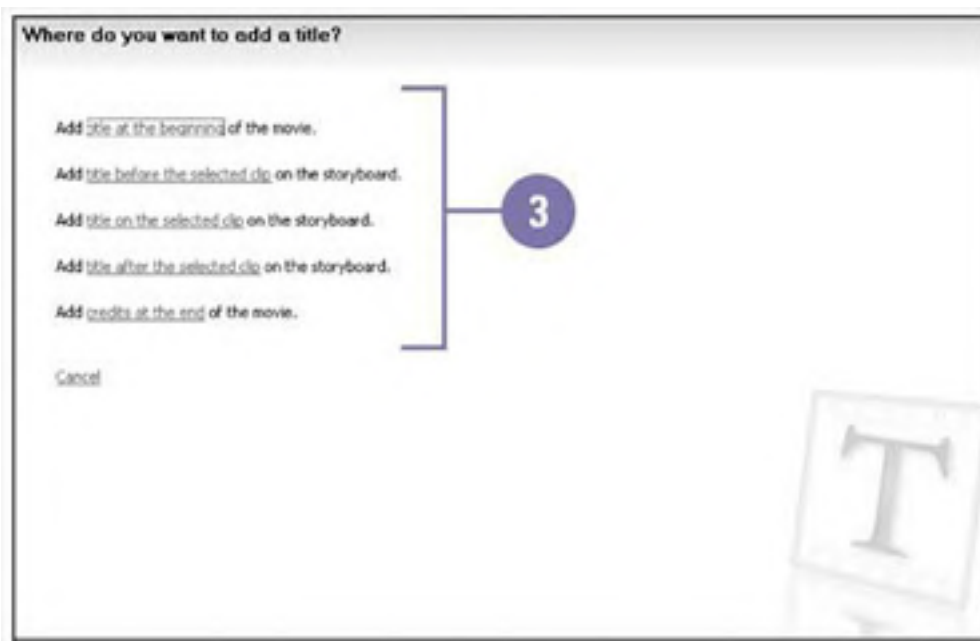 Where do you want to add a title?
Add title at the beginning of the movie.
Add title before the selected clip on the storyboard.
Add title on the selected clip on the storyboard.
3
Add title after the selected clip on the storyboard.
Add credits at the end of the movie.
Cancel
T